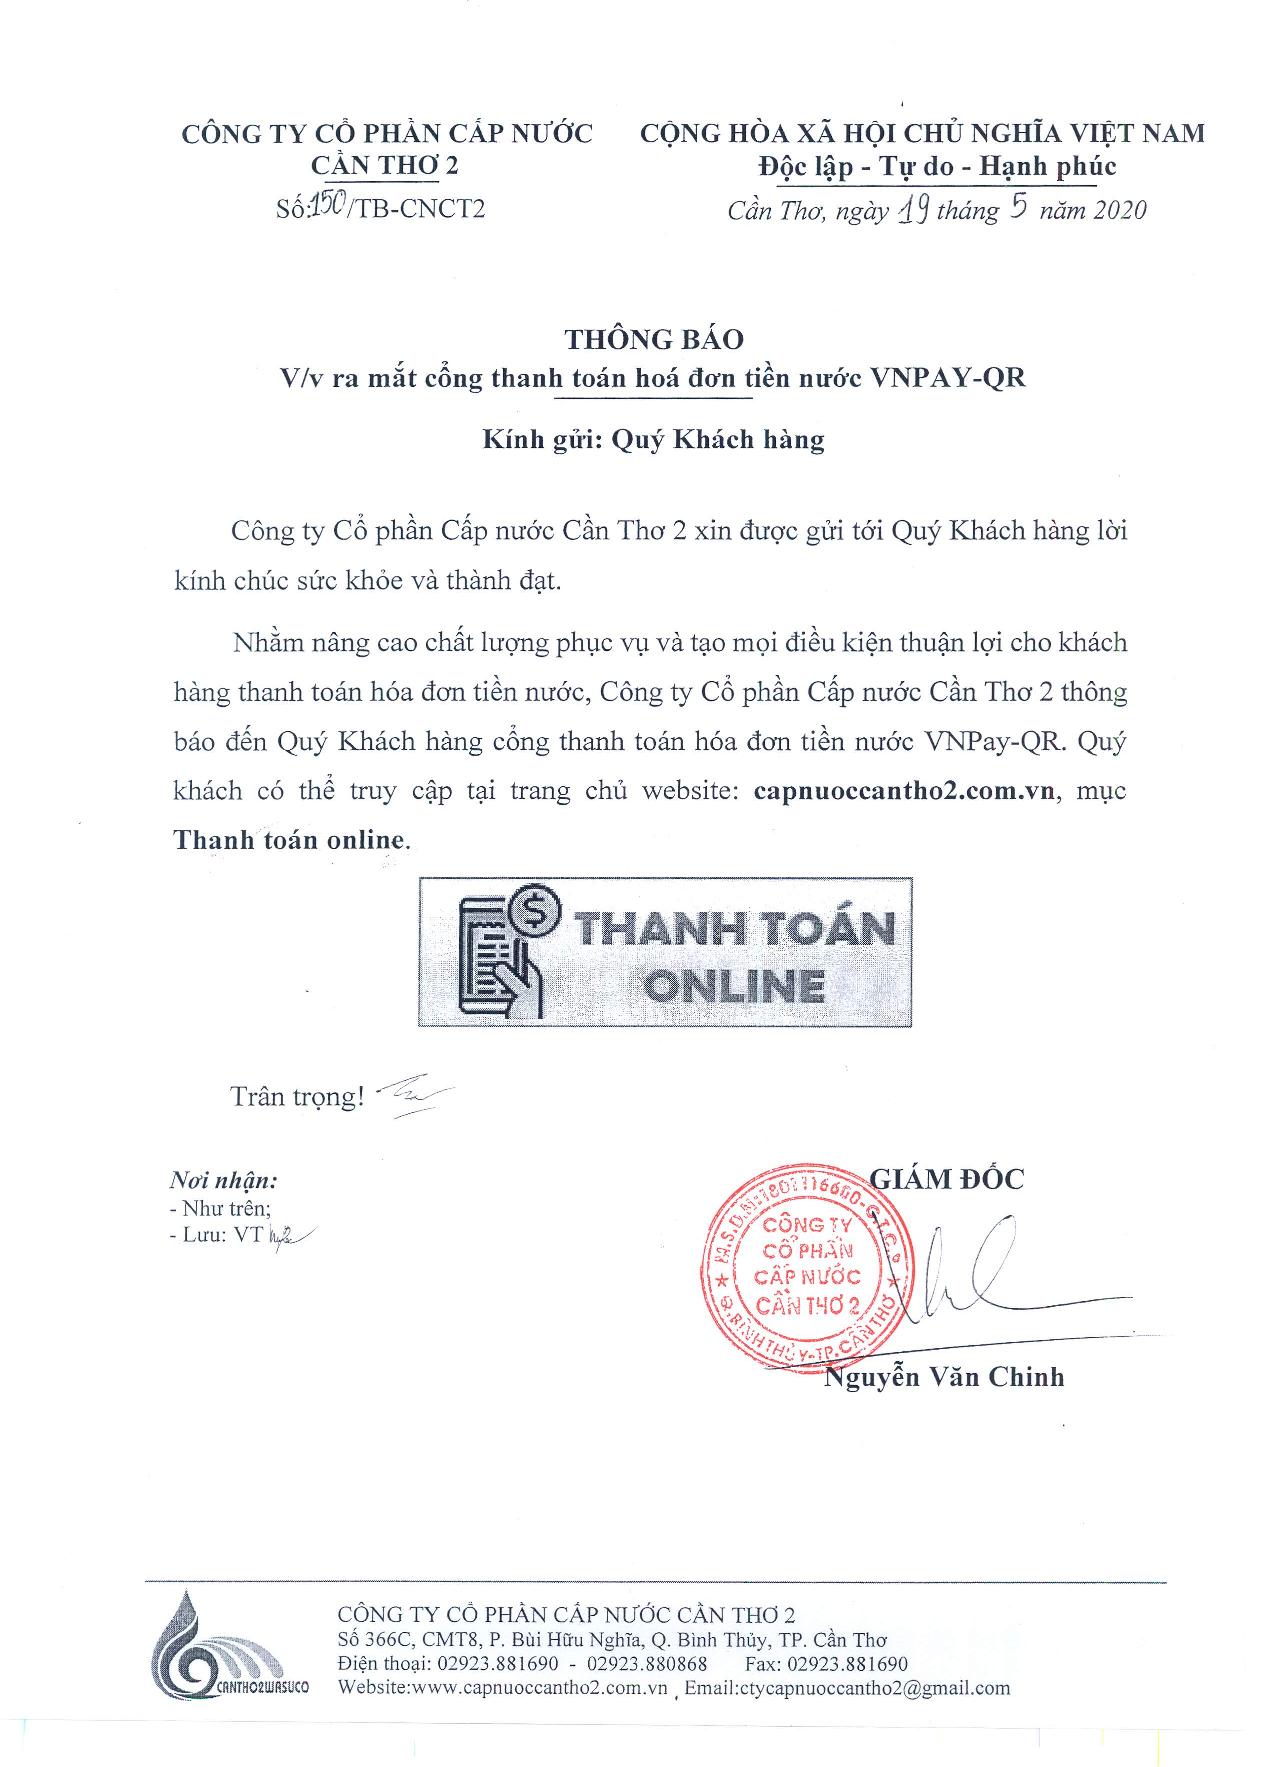 CÔNG TY CỔ PHẦN CẤP NƯỚC
CẦN THƠ 2
Số:150/TB-CNCT2
CỘNG HÒA XÃ HỘI CHỦ NGHĨA VIỆT NAM
Độc lập - Tự do - Hạnh phúc
Cần Thơ, ngày 19 tháng 5 năm 2020
THÔNG BÁO
V/v ra mắt cổng thanh toán hoá đơn tiền nước VNPAY-QR
Kính gửi: Quý Khách hàng
Công ty Cổ phần Cấp nước Cần Thơ 2 xin được gửi tới Quý Khách hàng lời
kính chúc sức khỏe và thành đạt.
Nhằm nâng cao chất lượng phục vụ và tạo mọi điều kiện thuận lợi cho khách
hàng thanh toán hóa đơn tiền nước, Công ty Cổ phần Cấp nước Cần Thơ 2 thông
báo đến Quý Khách hàng cổng thanh toán hóa đơn tiền nước VNPay-QR. Quý
khách có thể truy cập tại trang chủ website: capnuoccantho2.com.vn, mục
Thanh toán online.
THANH TOÁN
ONLINE
Trân trọng!
Nơi nhận:
- Như trên;
- Lưu: VT
GIÁM ĐỐC
M.S.D.N:1801116660-C.T.C.P
CÔNG TY
CỔ PHẦN
CẤP NƯỚC
CẦN THƠ 2
Q.BÌNH THỦY-TP.CẦN THƠ
Nguyễn Văn Chinh
CANTHO2WASUCO
CÔNG TY CỔ PHẦN CẤP NƯỚC CẦN THƠ 2
Số 366C, CMT8, P. Bùi Hữu Nghĩa, Q. Bình Thủy, TP. Cần Thơ
Điện thoại: 02923.881690 - 02923.880868 Fax: 02923.881690
Website:www.capnuoccantho2.com.vn , Email:ctycapnuoccantho2@gmail.com